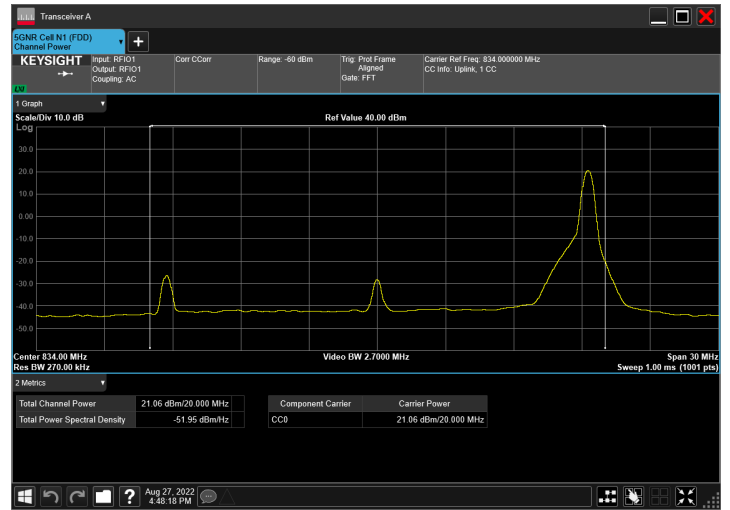 Transceiver A
5GNR Cell N1 (FDD)
Channel Power
+
KEYSIGHT
Input: RFIO1
Output: RFIO1
Coupling: AC
Corr CCorr
Range: -60 dBm
Trig: Prot Frame
Aligned
Gate: FFT
Carrier Ref Freq: 834.000000 MHz
CC Info: Uplink, 1 CC
LXI
1 Graph
Scale/Div 10.0 dB
Ref Value 40.00 dBm
Log
30.0
20.0
10.0
0.00
-10.0
-20.0
-30.0
-40.0
-50.0
Center 834.00 MHz
Video BW 2.7000 MHz
Span 30 MHz
Res BW 270.00 kHz
Sweep 1.00 ms (1001 pts)
2 Metrics
Total Channel Power 21.06 dBm/20.000 MHz
Total Power Spectral Density -51.95 dBm/Hz
Component Carrier Carrier Power
CC0 21.06 dBm/20.000 MHz
?
Aug 27, 2022
4:48:18 PM